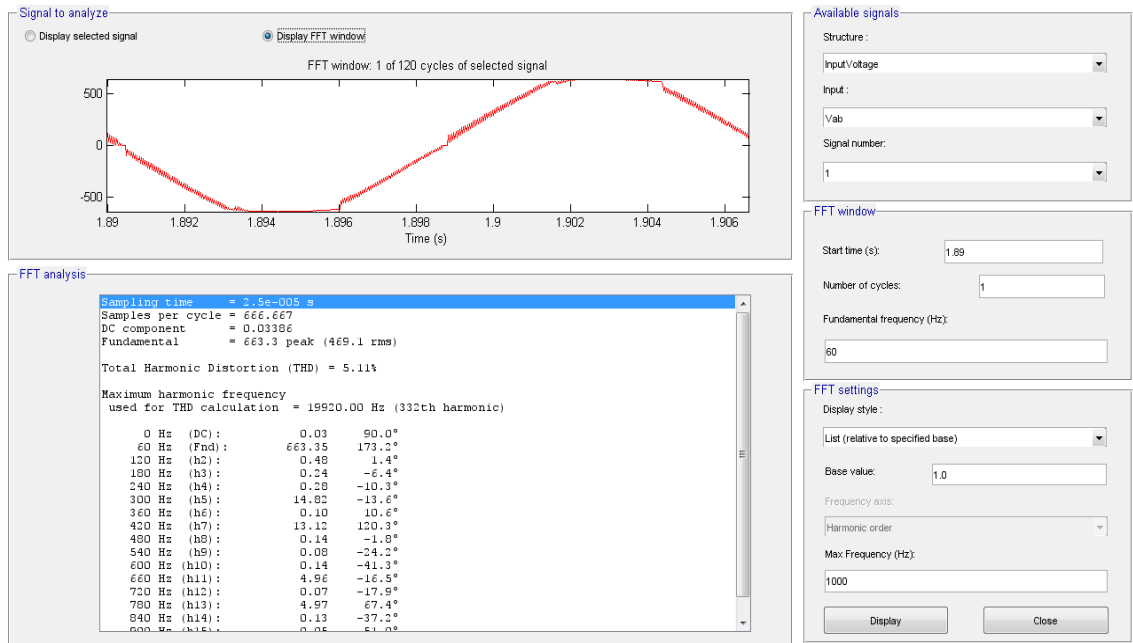 Signal to analyze
Display selected signal
Display FFT window
FFT window: 1 of 120 cycles of selected signal
500
0
-500
1.89 1.892 1.894 1.896 1.898 1.9 1.902 1.904 1.906
Time (s)
FFT analysis
Sampling time = 2.5e-005 s
Samples per cycle = 666.667
DC component = 0.03386
Fundamental = 663.3 peak (469.1 rms)
Total Harmonic Distortion (THD) = 5.11%
Maximum harmonic frequency
used for THD calculation = 19920.00 Hz (332th harmonic)
0 Hz (DC): 0.03 90.0°
60 Hz (Fnd): 663.35 173.2°
120 Hz (h2): 0.48 1.4°
180 Hz (h3): 0.24 -6.4°
240 Hz (h4): 0.28 -10.3°
300 Hz (h5): 14.82 -13.6°
360 Hz (h6): 0.10 10.6°
420 Hz (h7): 13.12 120.3°
480 Hz (h8): 0.14 -1.8°
540 Hz (h9): 0.08 -24.2°
600 Hz (h10): 0.14 -41.3°
660 Hz (h11): 4.96 -16.5°
720 Hz (h12): 0.07 -17.9°
780 Hz (h13): 4.97 67.4°
840 Hz (h14): 0.13 -37.2°
Available signals
Structure :
InputVoltage
Input :
Vab
Signal number:
1
FFT window
Start time (s):
1.89
Number of cycles:
1
Fundamental frequency (Hz):
60
FFT settings
Display style :
List (relative to specified base)
Base value:
1.0
Frequency axis:
Harmonic order
Max Frequency (Hz):
1000
Display
Close